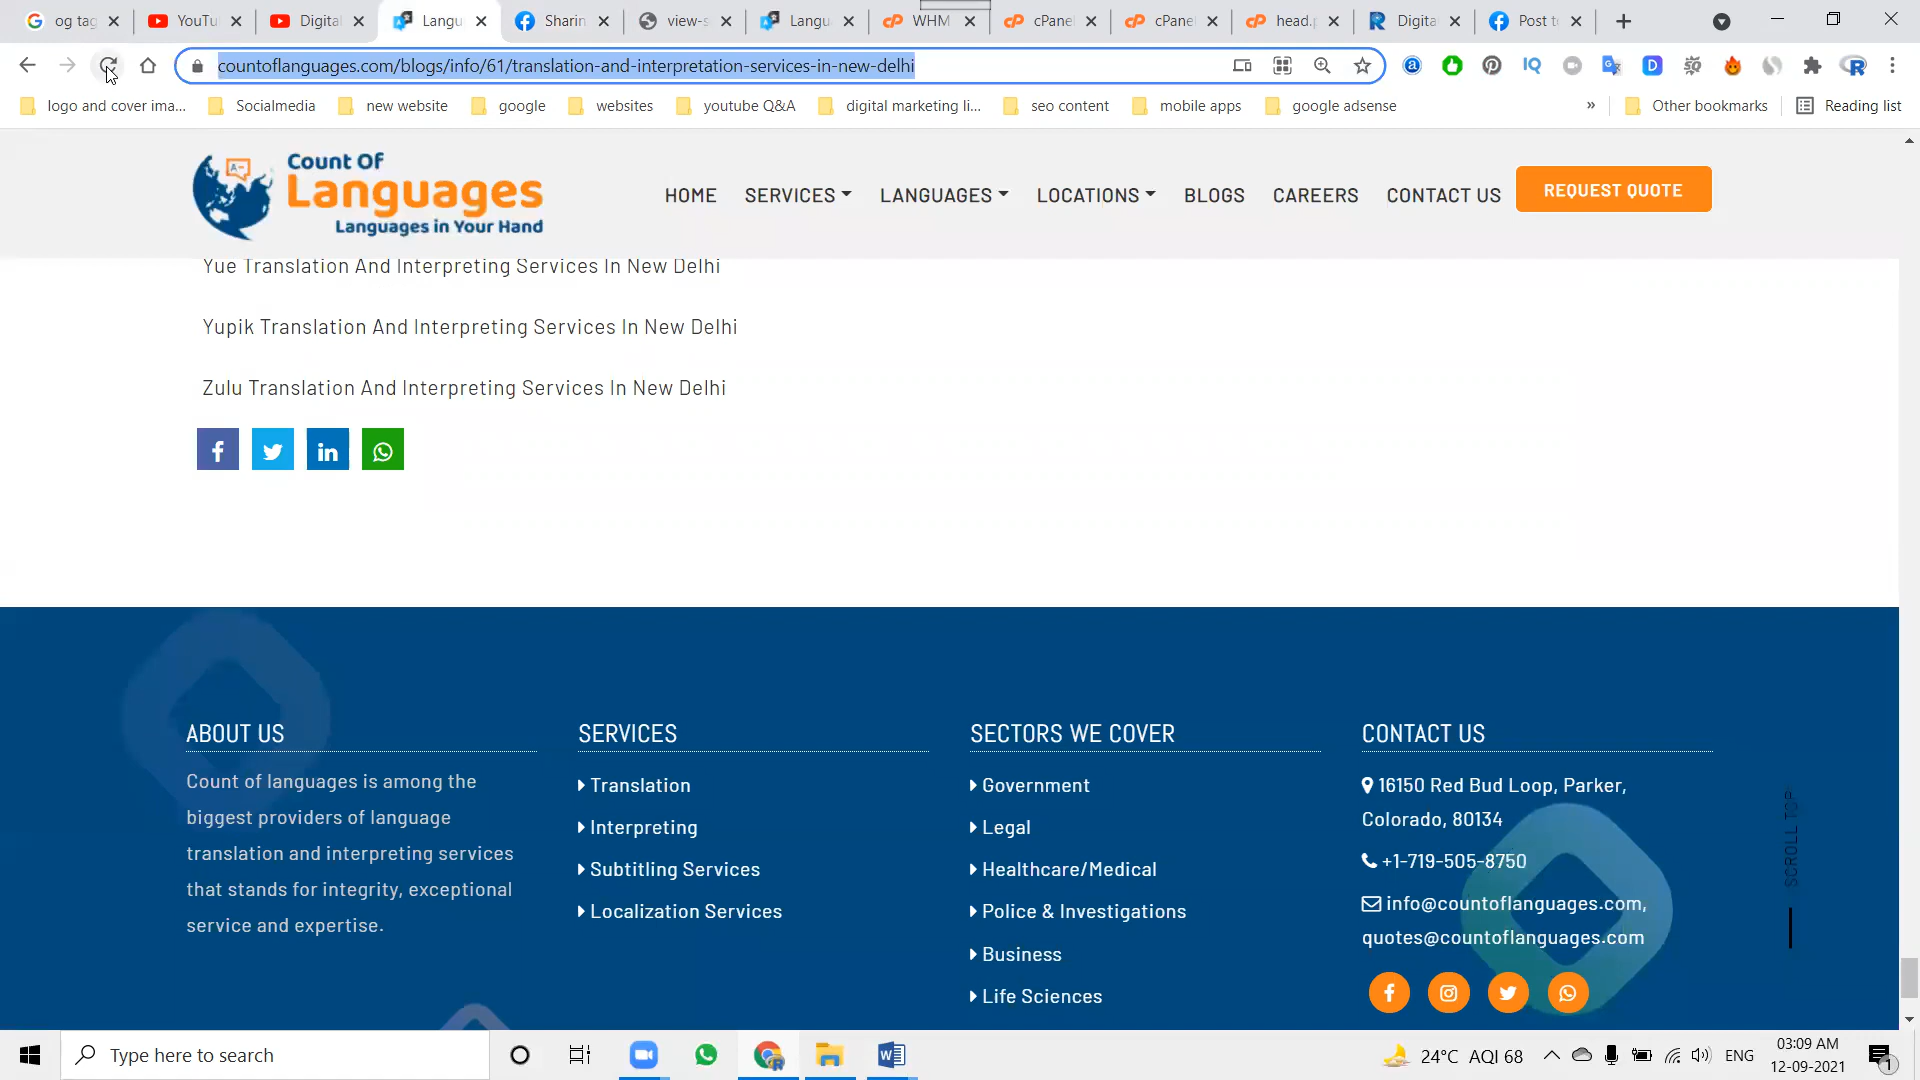 og tag
YouTu
Digital
Langu
Sharin
view-s
Langu
WHM
cPane
cPane
head.p
Digita
Post t
countoflanguages.com/blogs/info/61/translation-and-interpretation-services-in-new-delhi
logo and cover ima...
Socialmedia
new website
google
websites
youtube Q&A
digital marketing li...
seo content
mobile apps
google adsense
»
Other bookmarks
Reading list
Count Of
Languages
Languages in Your Hand
HOME
SERVICES
LANGUAGES
LOCATIONS
BLOGS
CAREERS
CONTACT US
REQUEST QUOTE
Yue Translation And Interpreting Services In New Delhi
Yupik Translation And Interpreting Services In New Delhi
Zulu Translation And Interpreting Services In New Delhi
ABOUT US
Count of languages is among the
biggest providers of language
translation and interpreting services
that stands for integrity, exceptional
service and expertise.
SERVICES
Translation
Interpreting
Subtitling Services
Localization Services
SECTORS WE COVER
Government
Legal
Healthcare/Medical
Police & Investigations
Business
Life Sciences
CONTACT US
16150 Red Bud Loop, Parker,
Colorado, 80134
+1-719-505-8750
info@countoflanguages.com,
quotes@countoflanguages.com
SCROLL TOP
Type here to search
24°C AQI 68
ENG
03:09 AM
12-09-2021
1